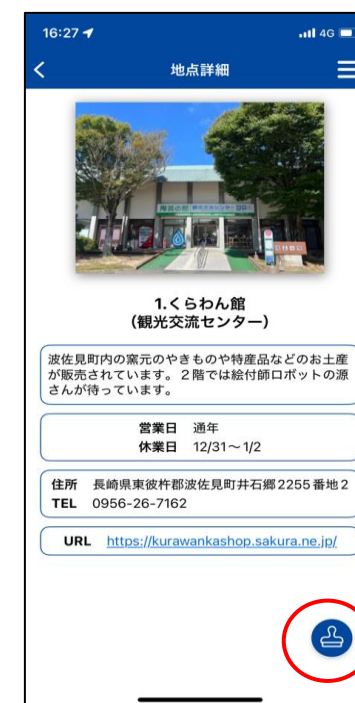 16:27
4G
地点詳細
1.くらわん館
(観光交流センター)
波佐見町内の窯元のやきものや特産品などのお土産
が販売されています。２階では絵付師ロボットの源
さんが待っています。
営業日 通年
休業日 12/31～1/2
住所 長崎県東彼杵郡波佐見町井石郷2255番地2
TEL 0956-26-7162
URL https://kurawankashop.sakura.ne.jp/